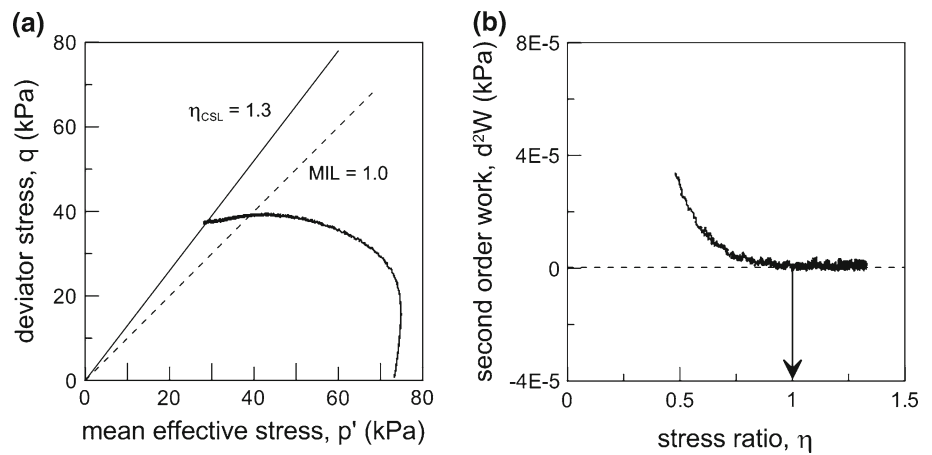 (a)
80
60
40
20
0
deviator stress, q (kPa)
ηCSL = 1.3
MIL = 1.0
0 20 40 60 80
mean effective stress, p' (kPa)
(b)
8E-5
4E-5
0
-4E-5
second order work, d²W (kPa)
0 0.5 1 1.5
stress ratio, η